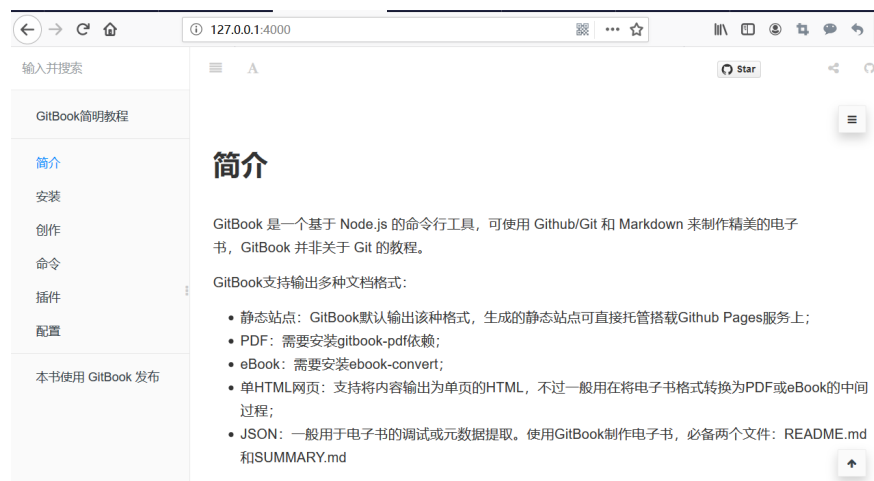 127.0.0.1:4000
输入并搜索
A
Star
GitBook简明教程
简介
安装
创作
命令
插件
配置
本书使用 GitBook 发布
简介
GitBook 是一个基于 Node.js 的命令行工具，可使用 Github/Git 和 Markdown 来制作精美的电子
书，GitBook 并非关于 Git 的教程。
GitBook支持输出多种文档格式：
• 静态站点：GitBook默认输出该种格式，生成的静态站点可直接托管搭载Github Pages服务上；
• PDF：需要安装gitbook-pdf依赖；
• eBook：需要安装ebook-convert；
• 单HTML网页：支持将内容输出为单页的HTML，不过一般用在将电子书格式转换为PDF或eBook的中间
过程；
• JSON：一般用于电子书的调试或元数据提取。使用GitBook制作电子书，必备两个文件：README.md
和SUMMARY.md